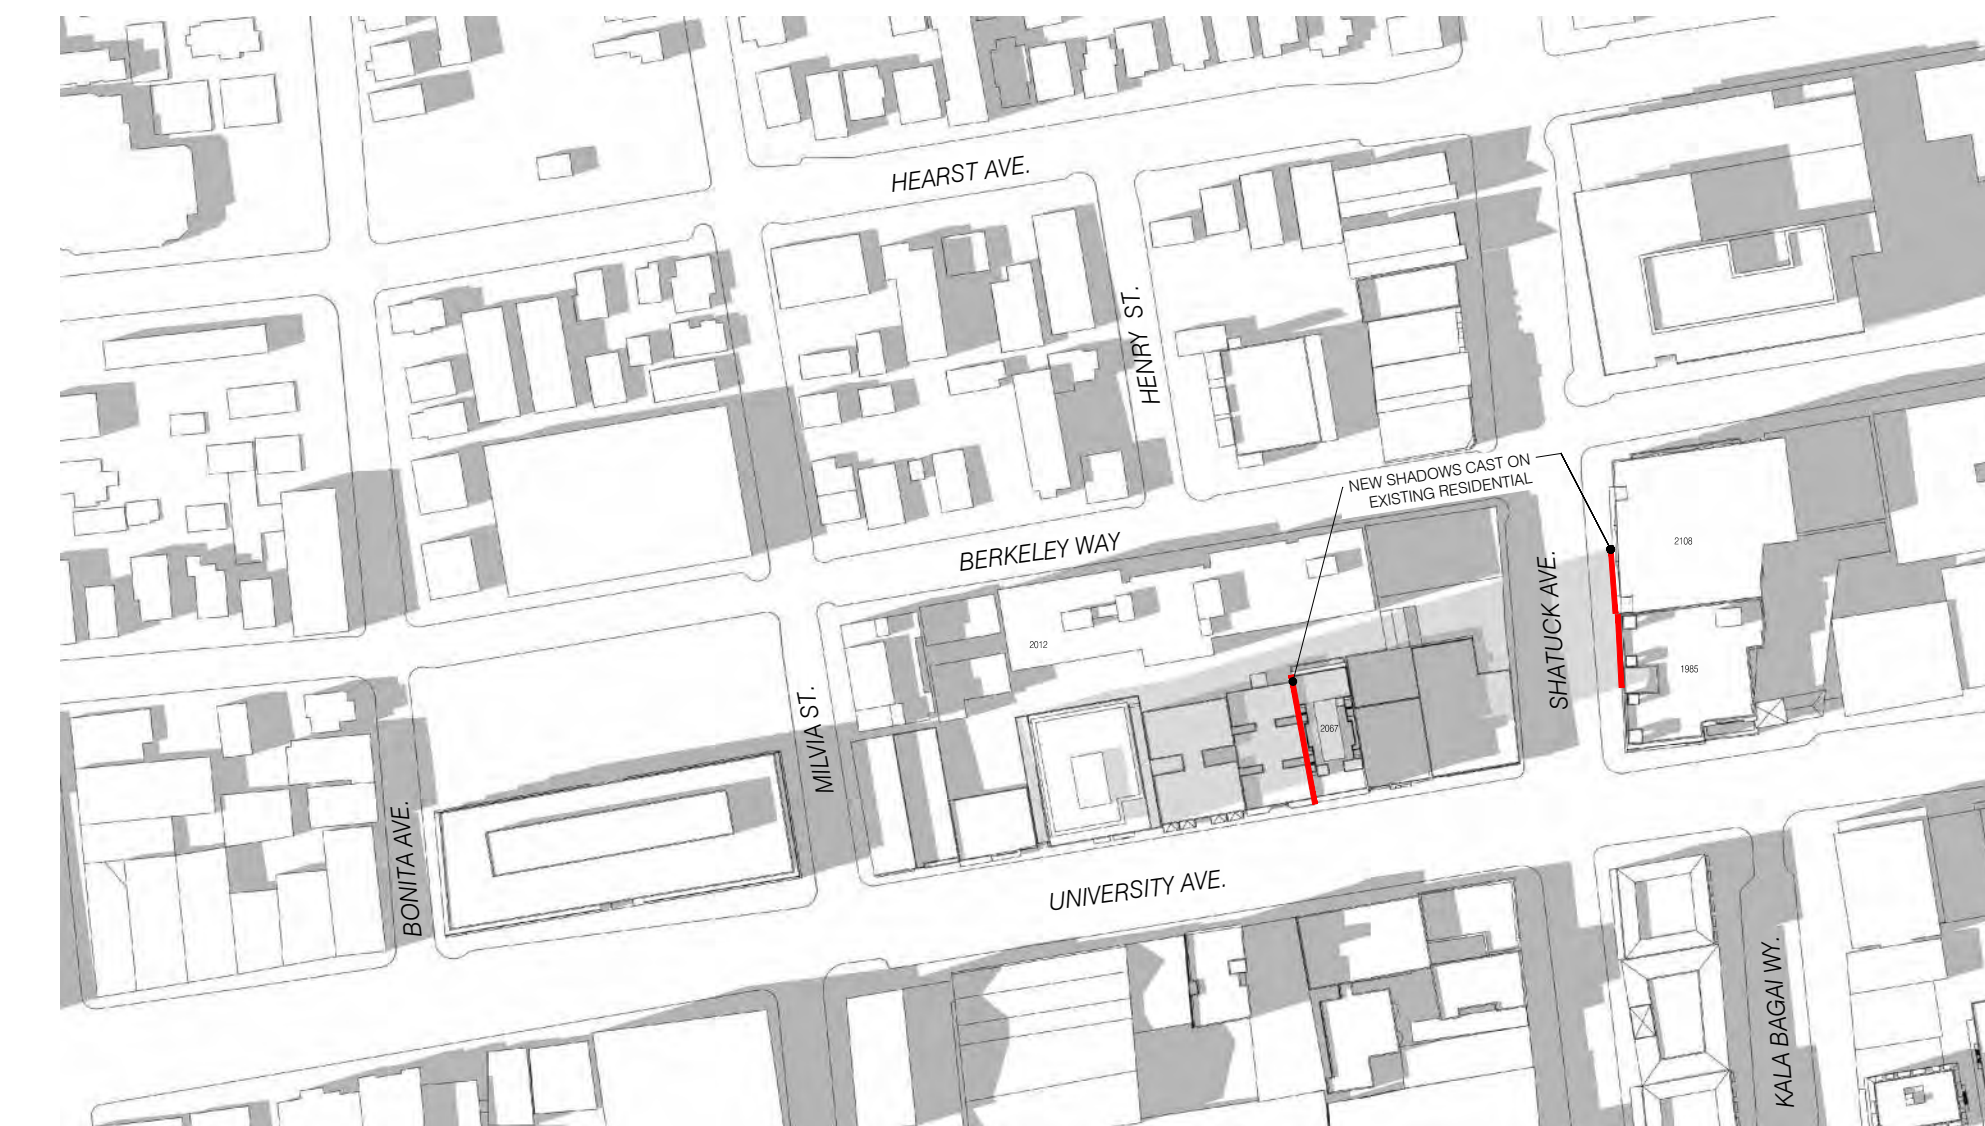 HEARST AVE.
HENRY ST.
NEW SHADOWS CAST ON
EXISTING RESIDENTIAL
BERKELEY WAY
SHATUCK AVE.
2108
2012
1985
MILVIA ST.
2067
BONITA AVE.
UNIVERSITY AVE.
KALA BAGAI WY.